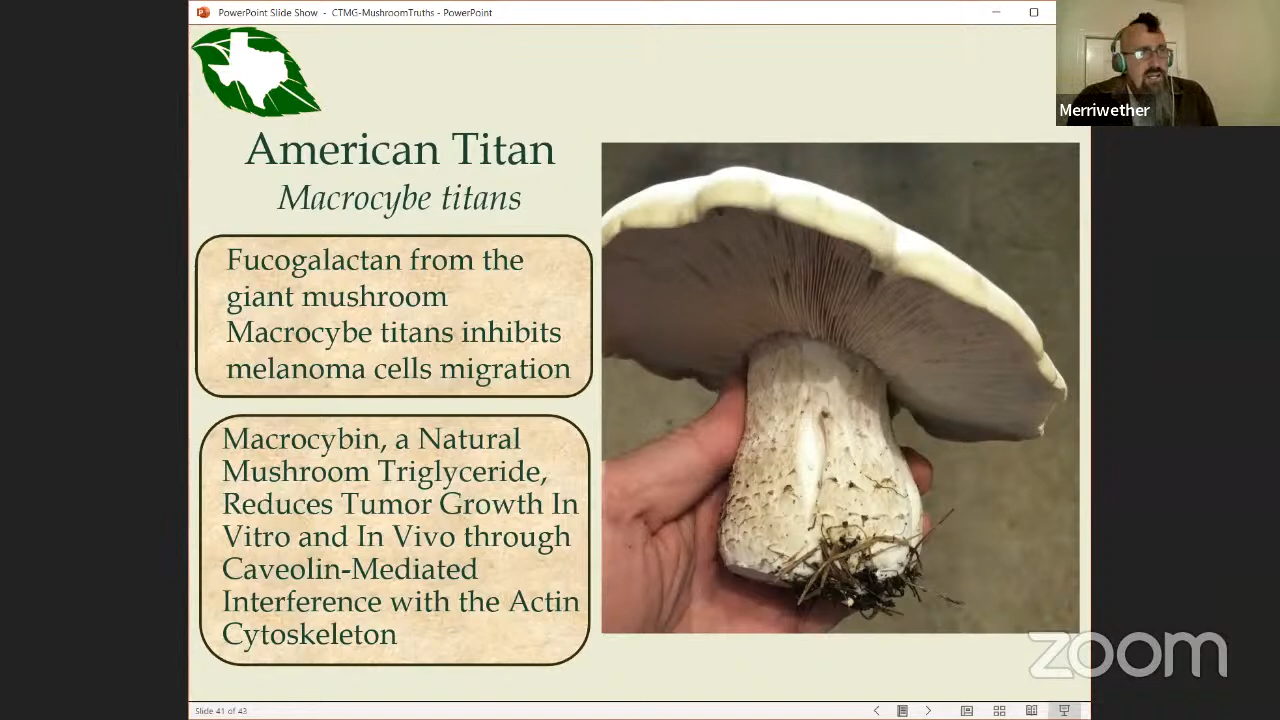 PowerPoint Slide Show - CTMG-MushroomTruths - PowerPoint
Merriwether
American Titan
Macrocybe titans
Fucogalactan from the
giant mushroom
Macrocybe titans inhibits
melanoma cells migration
Macrocybin, a Natural
Mushroom Triglyceride,
Reduces Tumor Growth In
Vitro and In Vivo through
Caveolin-Mediated
Interference with the Actin
Cytoskeleton
zoom
Slide 41 of 43